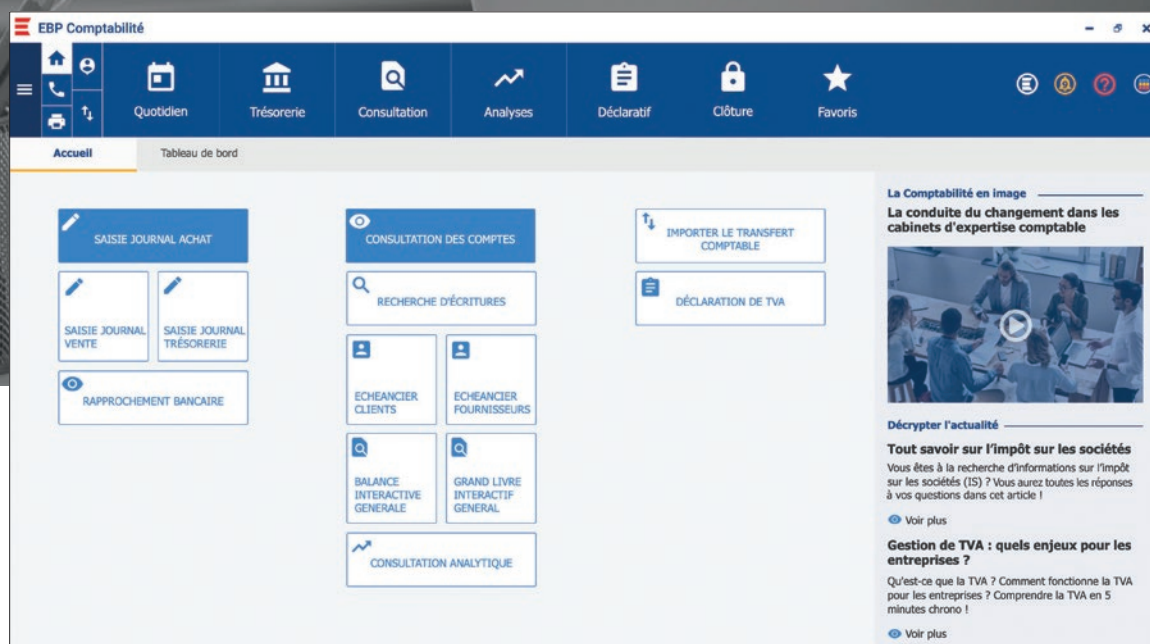 EBP Comptabilité
Quotidien
Trésorerie
Consultation
Analyses
Déclaratif
Clôture
Favoris
Accueil
Tableau de bord
SAISIE JOURNAL ACHAT
SAISIE JOURNAL
VENTE
SAISIE JOURNAL
TRÉSORERIE
RAPPROCHEMENT BANCAIRE
CONSULTATION DES COMPTES
RECHERCHE D'ÉCRITURES
ECHEANCIER
CLIENTS
ECHEANCIER
FOURNISSEURS
BALANCE
INTERACTIVE
GENERALE
GRAND LIVRE
INTERACTIF
GENERAL
CONSULTATION ANALYTIQUE
IMPORTER LE TRANSFERT
COMPTABLE
DÉCLARATION DE TVA
La Comptabilité en image
La conduite du changement dans les
cabinets d'expertise comptable
Décrypter l'actualité
Tout savoir sur l'impôt sur les sociétés
Vous êtes à la recherche d'informations sur l'impôt
sur les sociétés (IS) ? Vous aurez toutes les réponses
à vos questions dans cet article !
Voir plus
Gestion de TVA : quels enjeux pour les
entreprises ?
Qu'est-ce que la TVA ? Comment fonctionne la TVA
pour les entreprises ? Comprendre la TVA en 5
minutes chrono !
Voir plus